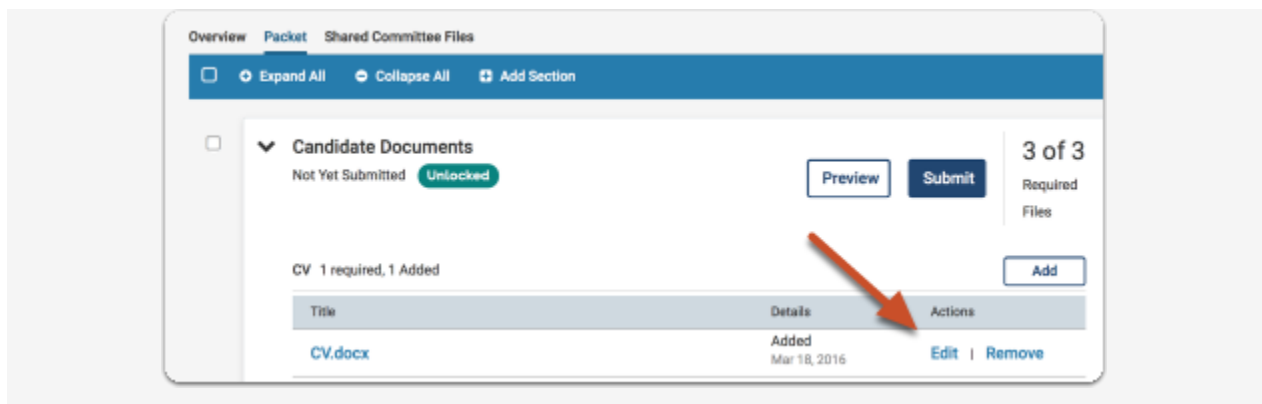 Overview Packet Shared Committee Files
Expand All Collapse All Add Section
Candidate Documents
Not Yet Submitted Unlocked
Preview Submit
3 of 3
Required
Files
CV 1 required, 1 Added
Add
Title Details Actions
CV.docx
Added
Mar 18, 2016
Edit | Remove